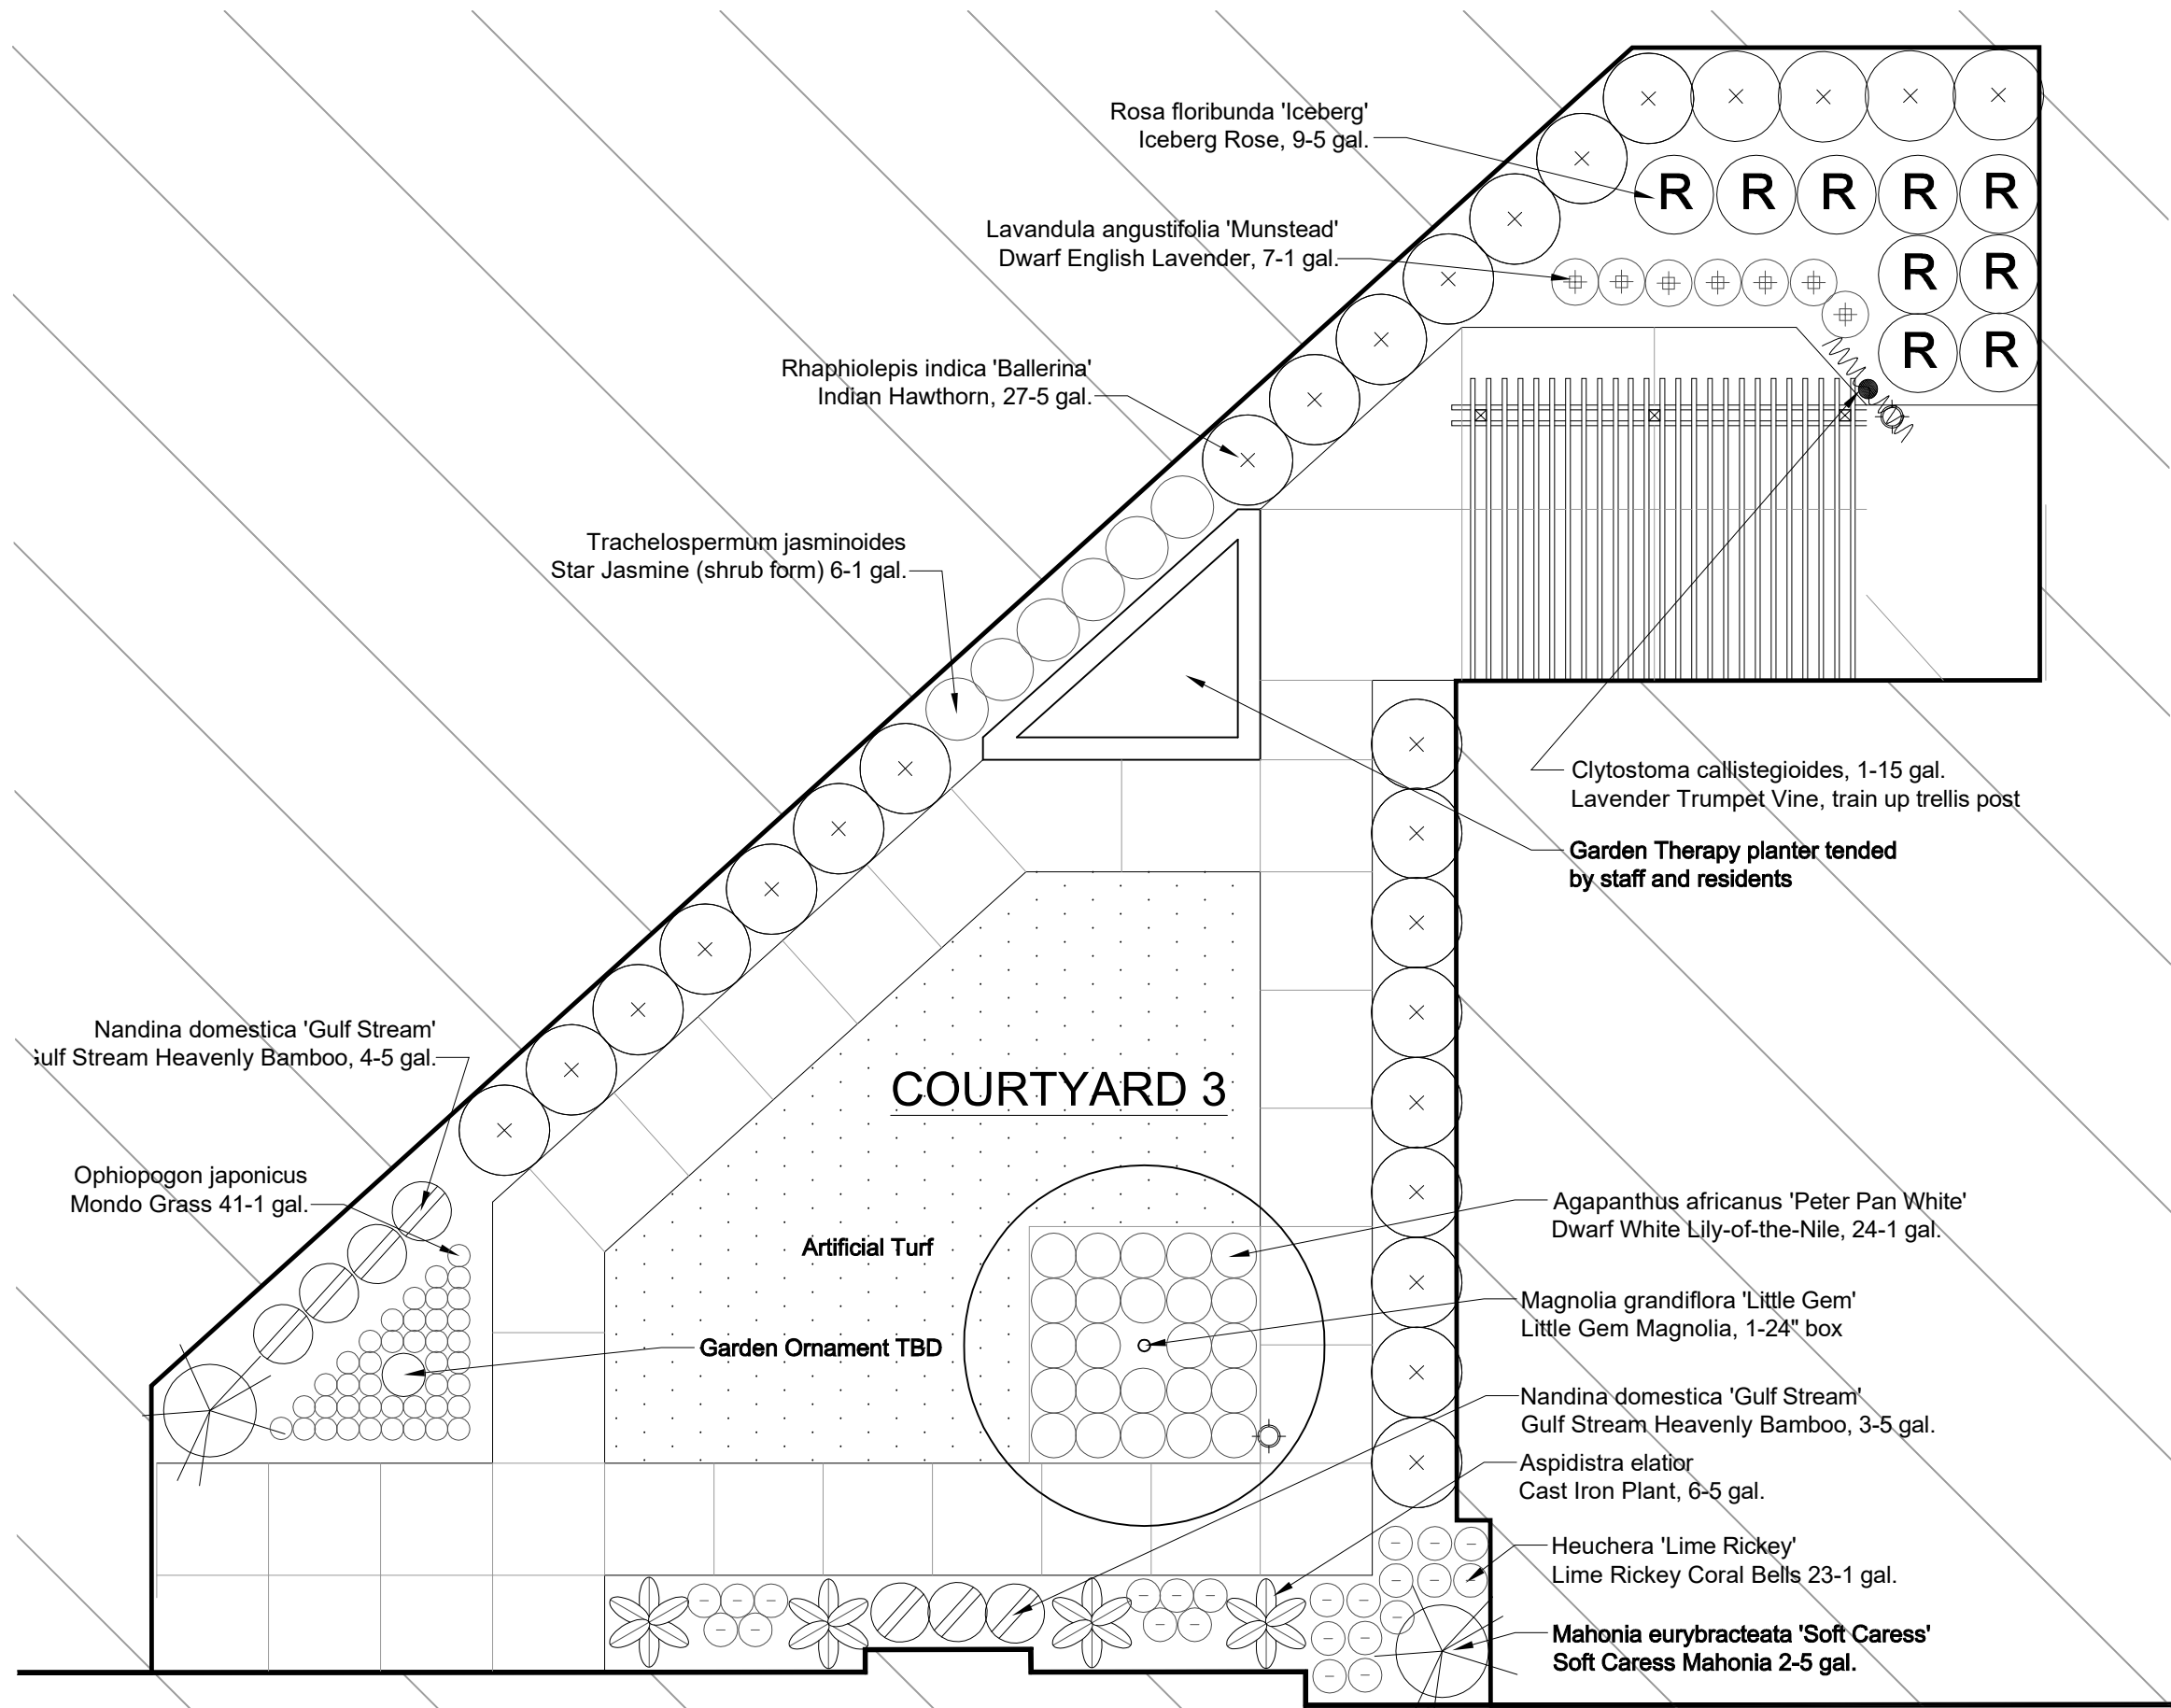 Rosa floribunda 'Iceberg'
Iceberg Rose, 9-5 gal.
R R R R R
Lavandula angustifolia 'Munstead'
Dwarf English Lavender, 7-1 gal.
R R
R R
Rhaphiolepis indica 'Ballerina'
Indian Hawthorn, 27-5 gal.
Trachelospermum jasminoides
Star Jasmine (shrub form) 6-1 gal.
Clytostoma callistegioides, 1-15 gal.
Lavender Trumpet Vine, train up trellis post
Garden Therapy planter tended
by staff and residents
Nandina domestica 'Gulf Stream'
Stream Heavenly Bamboo, 4-5 gal.
COURTYARD 3
Ophiopogon japonicus
Mondo Grass 41-1 gal.
Agapanthus africanus 'Peter Pan White'
Dwarf White Lily-of-the-Nile, 24-1 gal.
Artificial Turf
Magnolia grandiflora 'Little Gem'
Little Gem Magnolia, 1-24" box
Garden Ornament TBD
Nandina domestica 'Gulf Stream'
Gulf Stream Heavenly Bamboo, 3-5 gal.
Aspidistra elatior
Cast Iron Plant, 6-5 gal.
Heuchera 'Lime Rickey'
Lime Rickey Coral Bells 23-1 gal.
Mahonia eurybracteata 'Soft Caress'
Soft Caress Mahonia 2-5 gal.